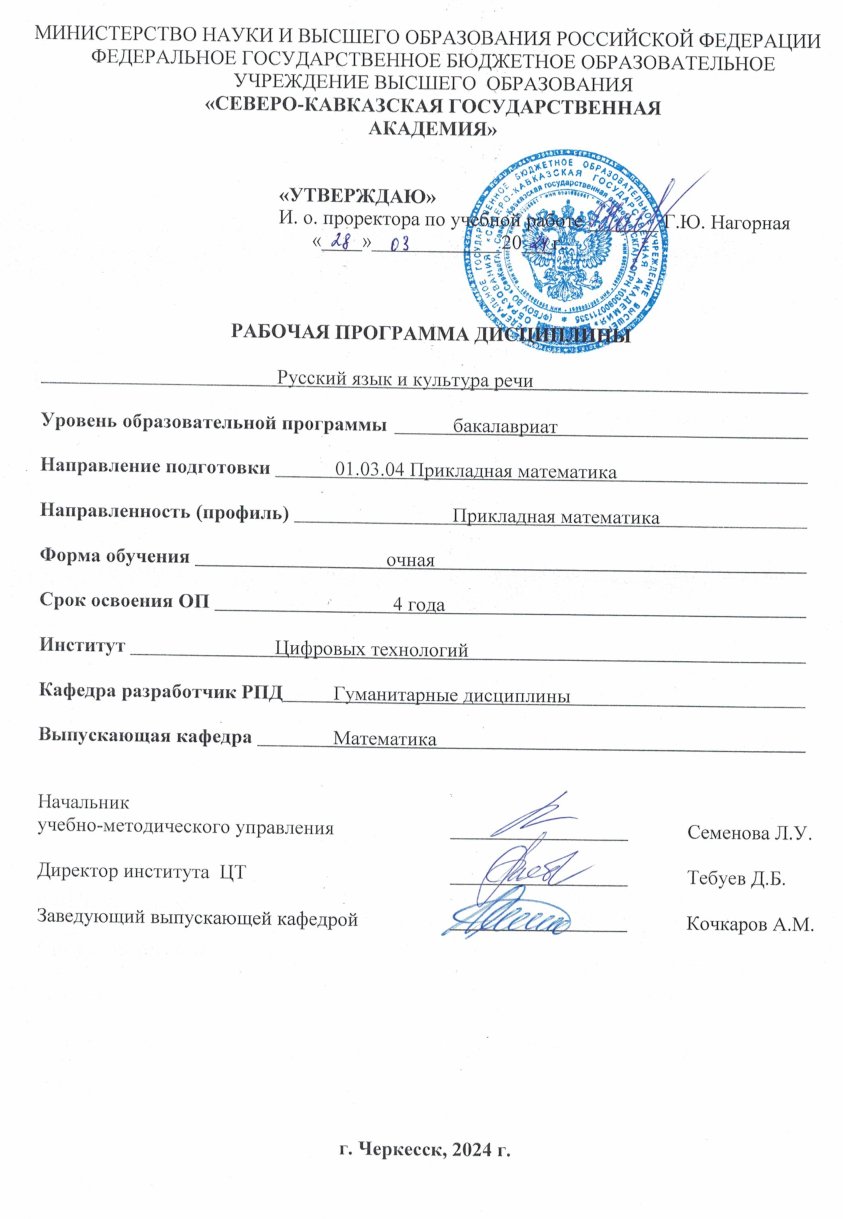 МИНИСТЕРСТВО НАУКИ И ВЫСШЕГО ОБРАЗОВАНИЯ РОССИЙСКОЙ ФЕДЕРАЦИИ
ФЕДЕРАЛЬНОЕ ГОСУДАРСТВЕННОЕ БЮДЖЕТНОЕ ОБРАЗОВАТЕЛЬНОЕ
УЧРЕЖДЕНИЕ ВЫСШЕГО ОБРАЗОВАНИЯ
«СЕВЕРО-КАВКАЗСКАЯ ГОСУДАРСТВЕННАЯ
АКАДЕМИЯ»
«УТВЕРЖДАЮ»
И. о. проректора по учебной работе Г.Ю. Нагорная
« 28 » 03 20 24 г.
РАБОЧАЯ ПРОГРАММА ДИСЦИПЛИНЫ
Русский язык и культура речи
Уровень образовательной программы бакалавриат
Направление подготовки 01.03.04 Прикладная математика
Направленность (профиль) Прикладная математика
Форма обучения очная
Срок освоения ОП 4 года
Институт Цифровых технологий
Кафедра разработчик РПД Гуманитарные дисциплины
Выпускающая кафедра Математика
Начальник
учебно-методического управления Семенова Л.У.
Директор института ЦТ Тебуев Д.Б.
Заведующий выпускающей кафедрой Кочкаров А.М.
г. Черкесск, 2024 г.